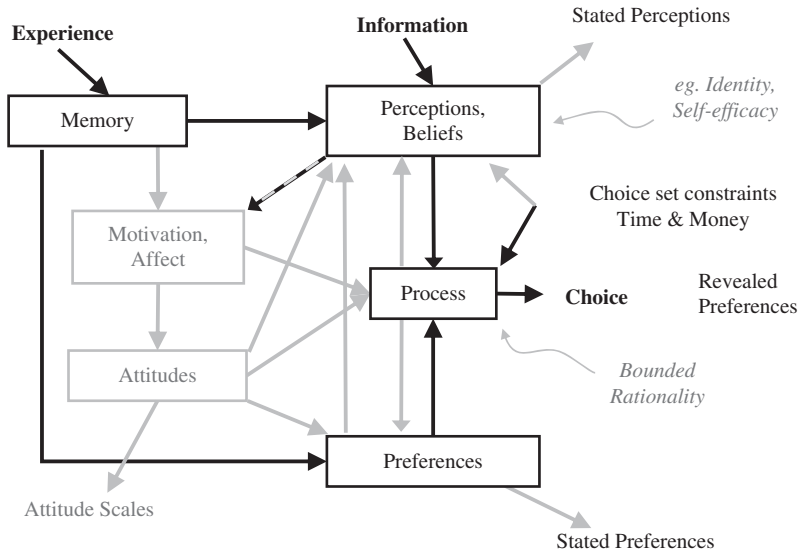 Stated Perceptions
Information
Experience
eg. Identity,
Self-efficacy
Memory
Perceptions,
Beliefs
Choice set constraints
Time & Money
Motivation,
Affect
Process
Choice
Revealed
Preferences
Attitudes
Bounded
Rationality
Preferences
Attitude Scales
Stated Preferences